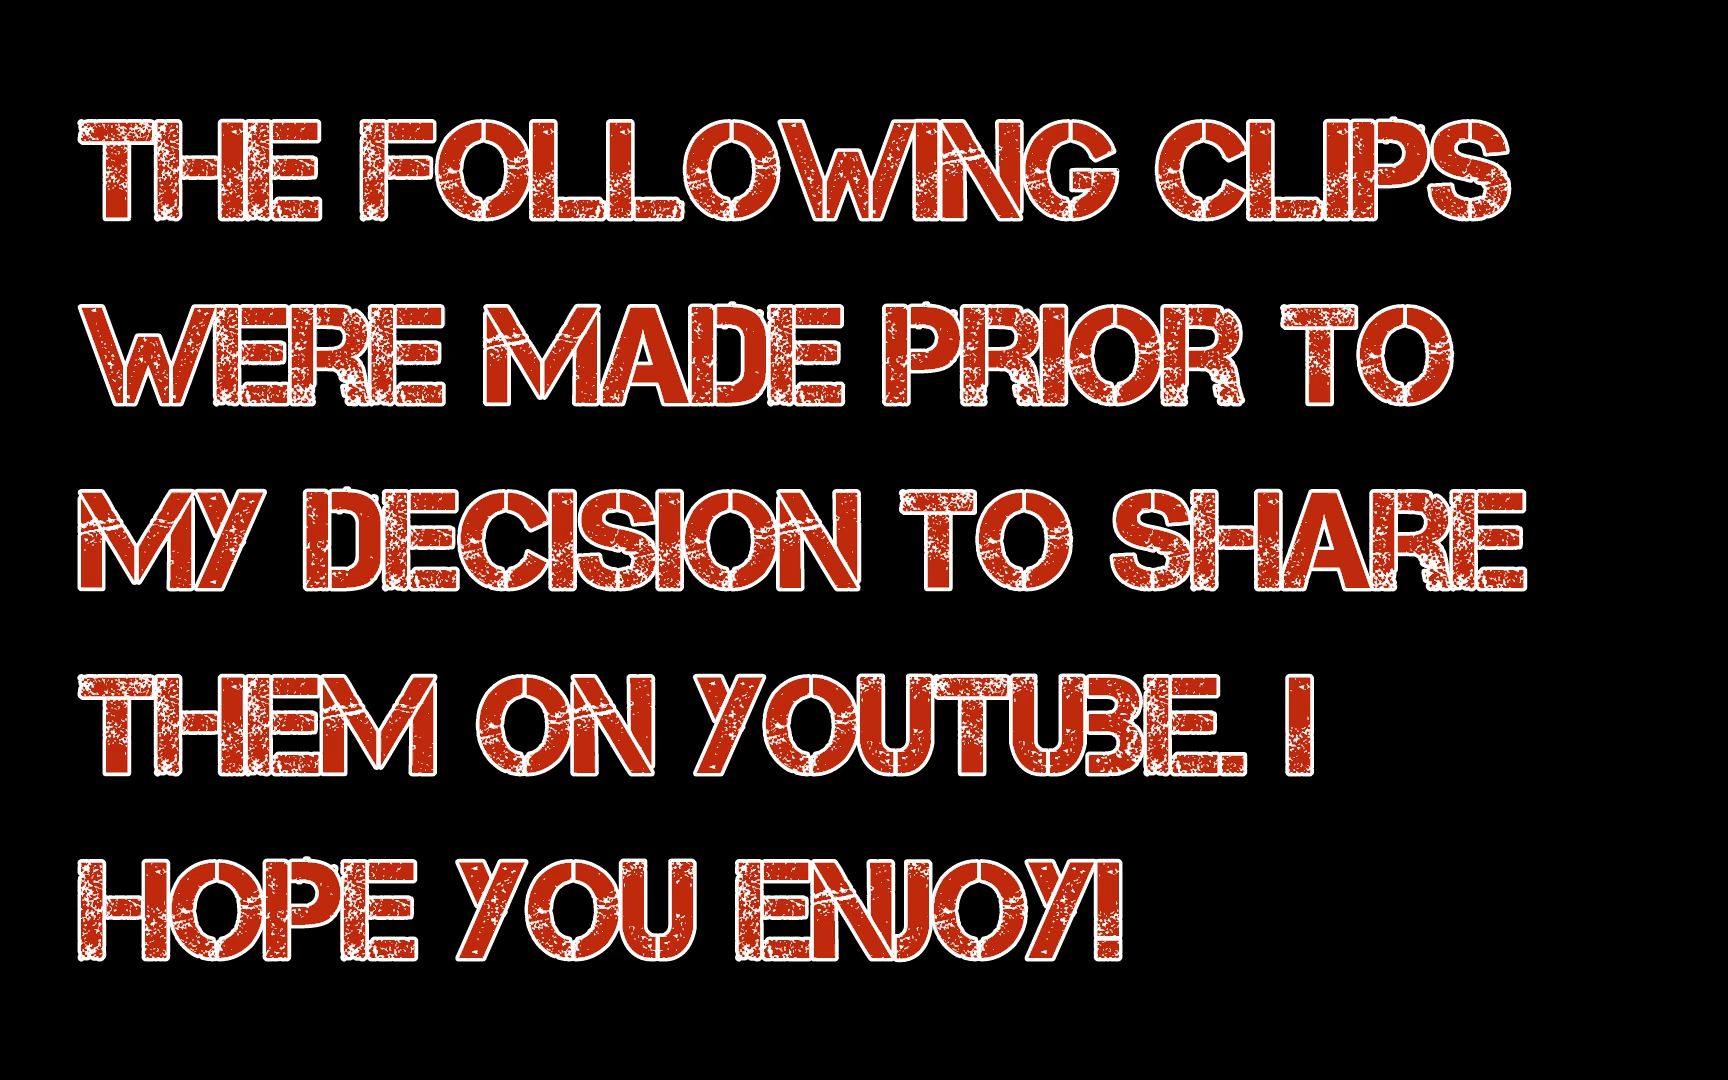 THE FOLLOWING CLIPS
WERE MADE PRIOR TO
MY DECISION TO SHARE
THEM ON YOUTUBE. I
HOPE YOU ENJOY!